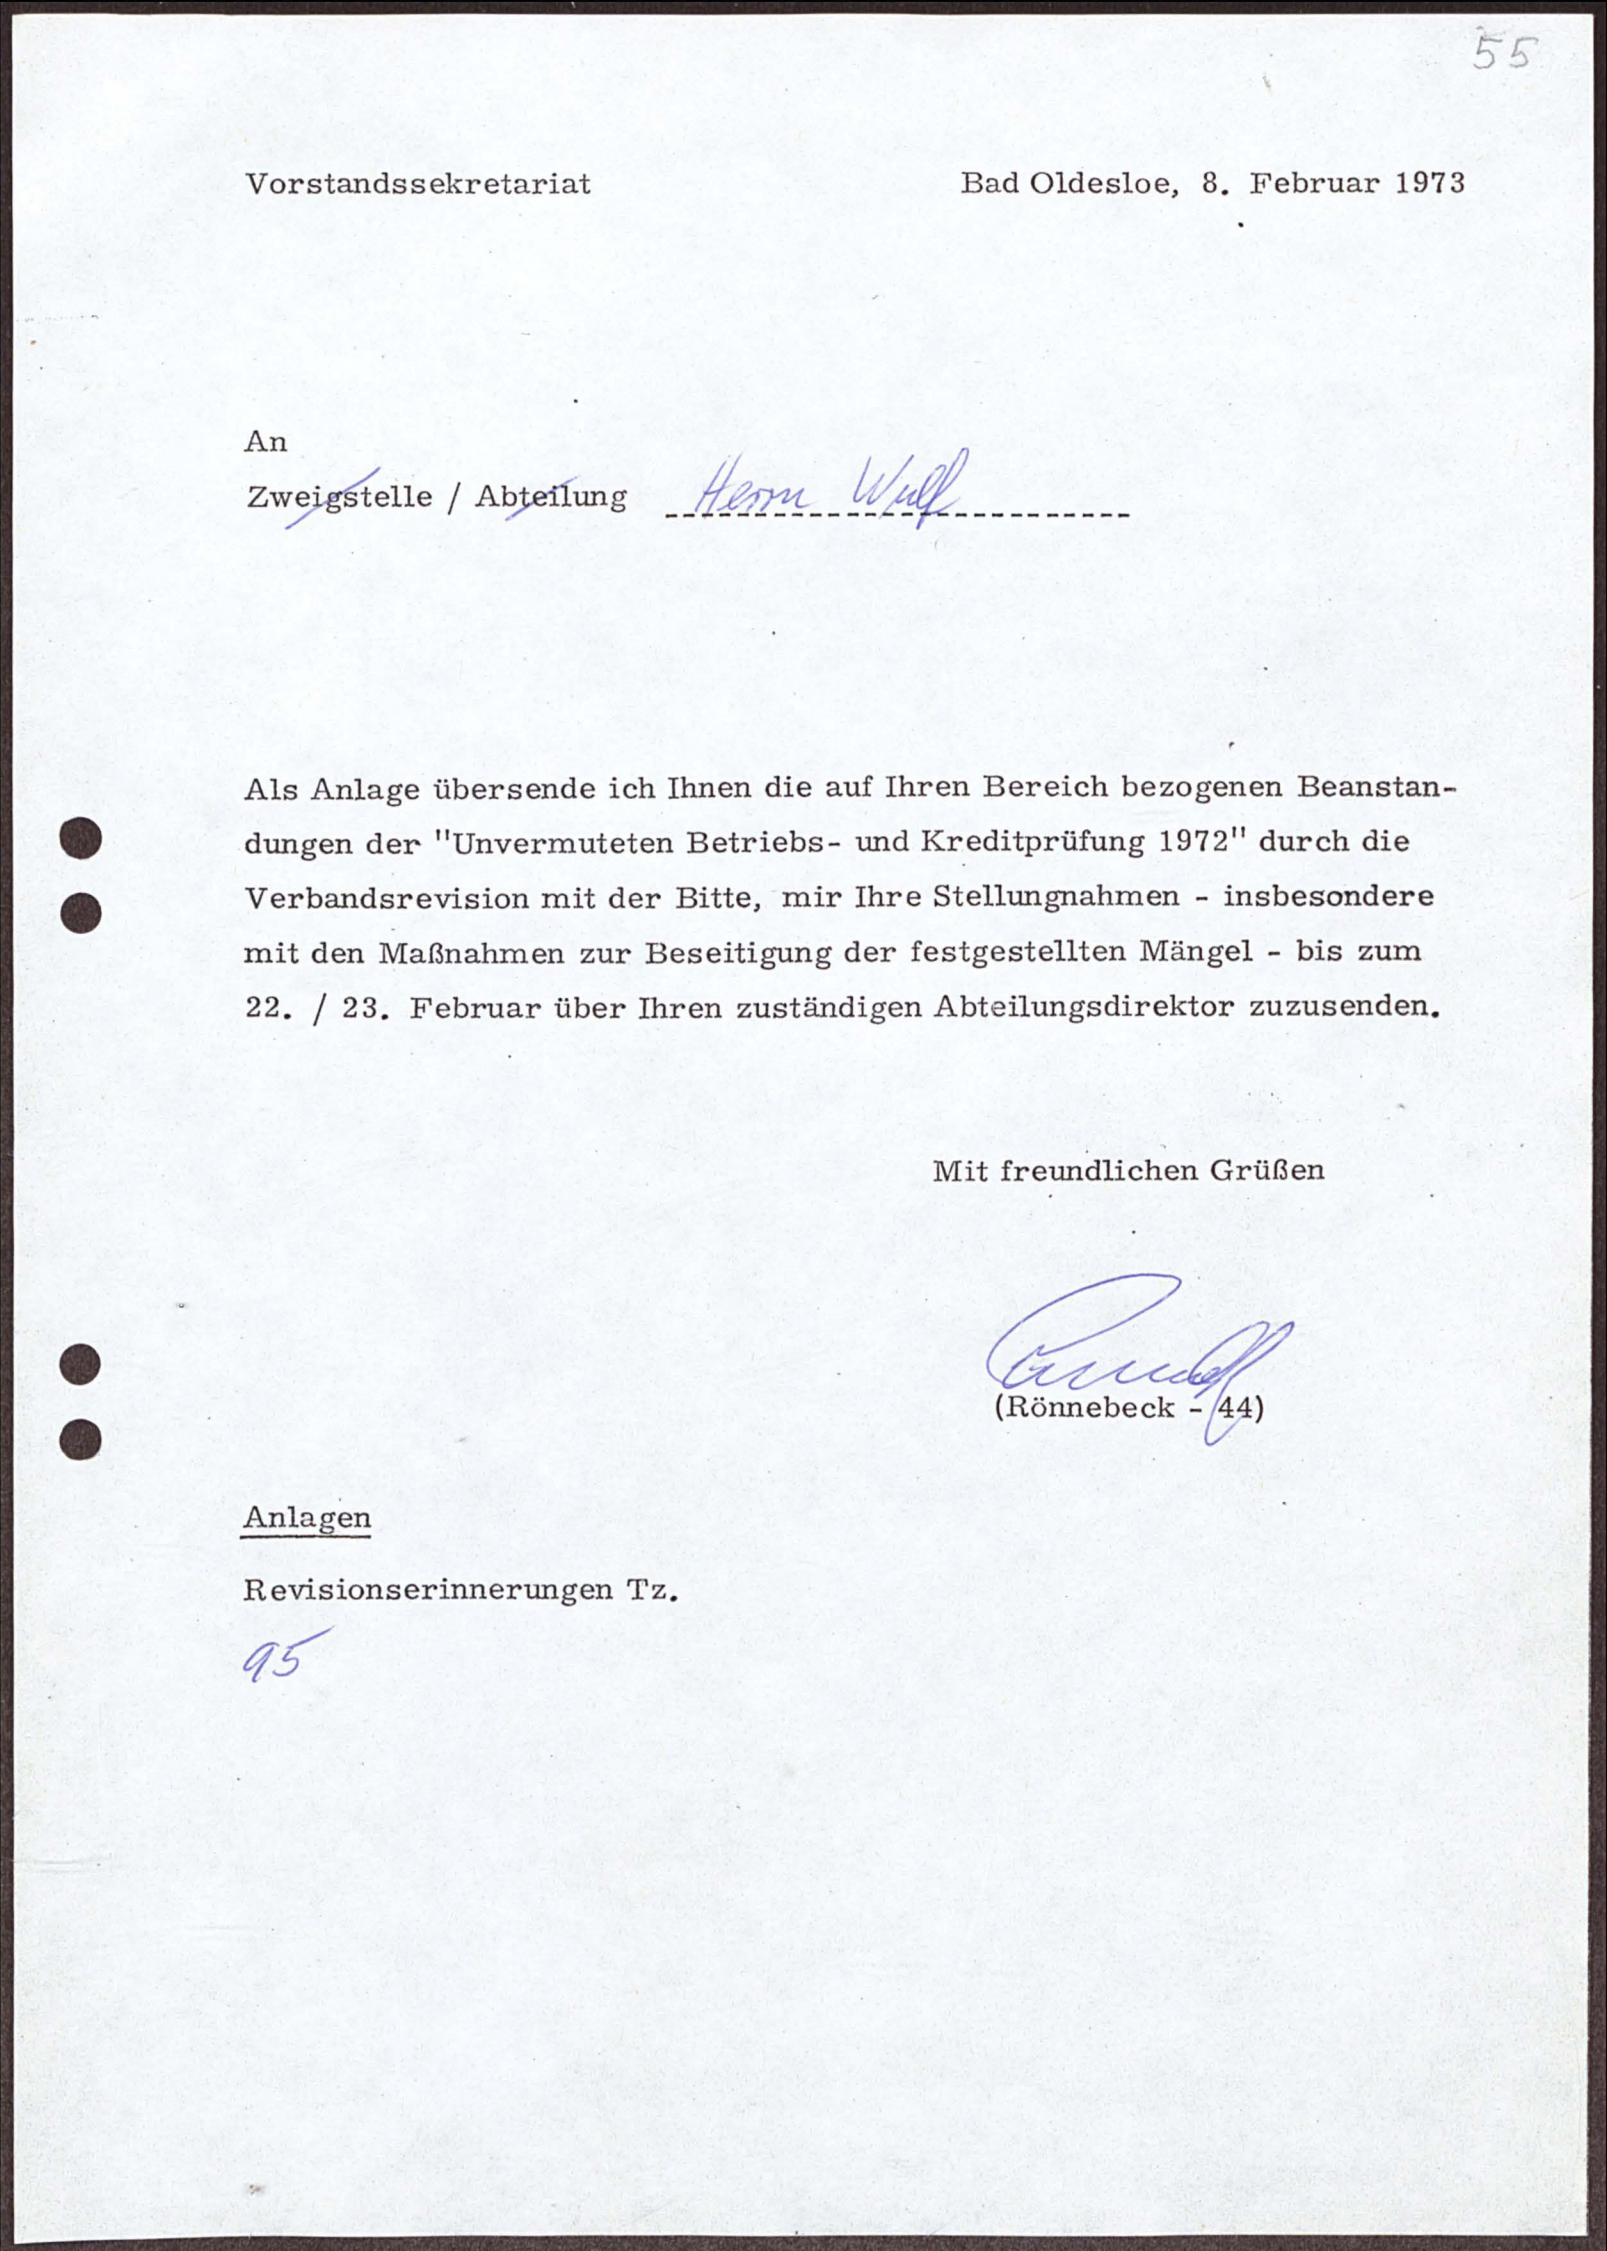 55
Vorstandssekretariat Bad Oldesloe, 8. Februar 1973
An
Zweigstelle / Abteilung Herrn Wulf
Als Anlage übersende ich Ihnen die auf Ihren Bereich bezogenen Beanstan-
dungen der "Unvermuteten Betriebs- und Kreditprüfung 1972" durch die
Verbandsrevision mit der Bitte, mir Ihre Stellungnahmen - insbesondere
mit den Maßnahmen zur Beseitigung der festgestellten Mängel - bis zum
22. / 23. Februar über Ihren zuständigen Abteilungsdirektor zuzusenden.
Mit freundlichen Grüßen
(Rönnebeck - 44)
Anlagen
Revisionserinnerungen Tz.
95